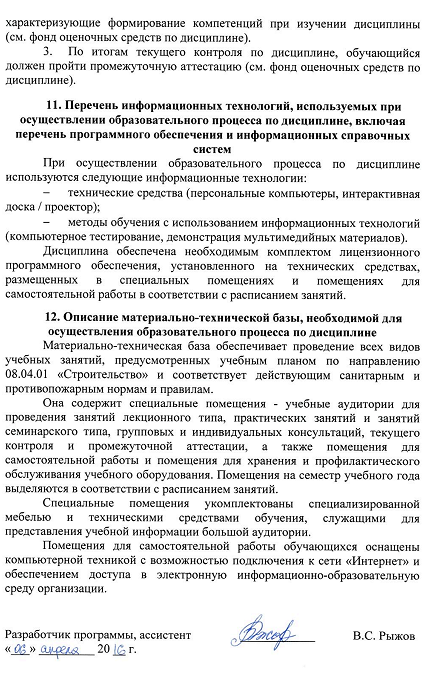 характеризующие формирование компетенций при изучении дисциплины
(см. фонд оценочных средств по дисциплине).
3. По итогам текущего контроля по дисциплине, обучающийся
должен пройти промежуточную аттестацию (см. фонд оценочных средств по
дисциплине).
11. Перечень информационных технологий, используемых при
осуществлении образовательного процесса по дисциплине, включая
перечень программного обеспечения и информационных справочных
систем
При осуществлении образовательного процесса по дисциплине
используются следующие информационные технологии:
– технические средства (персональные компьютеры, интерактивная
доска / проектор);
– методы обучения с использованием информационных технологий
(компьютерное тестирование, демонстрация мультимедийных материалов).
Дисциплина обеспечена необходимым комплектом лицензионного
программного обеспечения, установленного на технических средствах,
размещенных в специальных помещениях и помещениях для
самостоятельной работы в соответствии с расписанием занятий.
12. Описание материально-технической базы, необходимой для
осуществления образовательного процесса по дисциплине
Материально-техническая база обеспечивает проведение всех видов
учебных занятий, предусмотренных учебным планом по направлению
08.04.01 «Строительство» и соответствует действующим санитарным и
противопожарным нормам и правилам.
Она содержит специальные помещения - учебные аудитории для
проведения занятий лекционного типа, практических занятий и занятий
семинарского типа, групповых и индивидуальных консультаций, текущего
контроля и промежуточной аттестации, а также помещения для
самостоятельной работы и помещения для хранения и профилактического
обслуживания учебного оборудования. Помещения на семестр учебного года
выделяются в соответствии с расписанием занятий.
Специальные помещения укомплектованы специализированной
мебелью и техническими средствами обучения, служащими для
представления учебной информации большой аудитории.
Помещения для самостоятельной работы обучающихся оснащены
компьютерной техникой с возможностью подключения к сети «Интернет» и
обеспечением доступа в электронную информационно-образовательную
среду организации.
Разработчик программы, ассистент В.С. Рыжов
«06» апреля 2016 г.